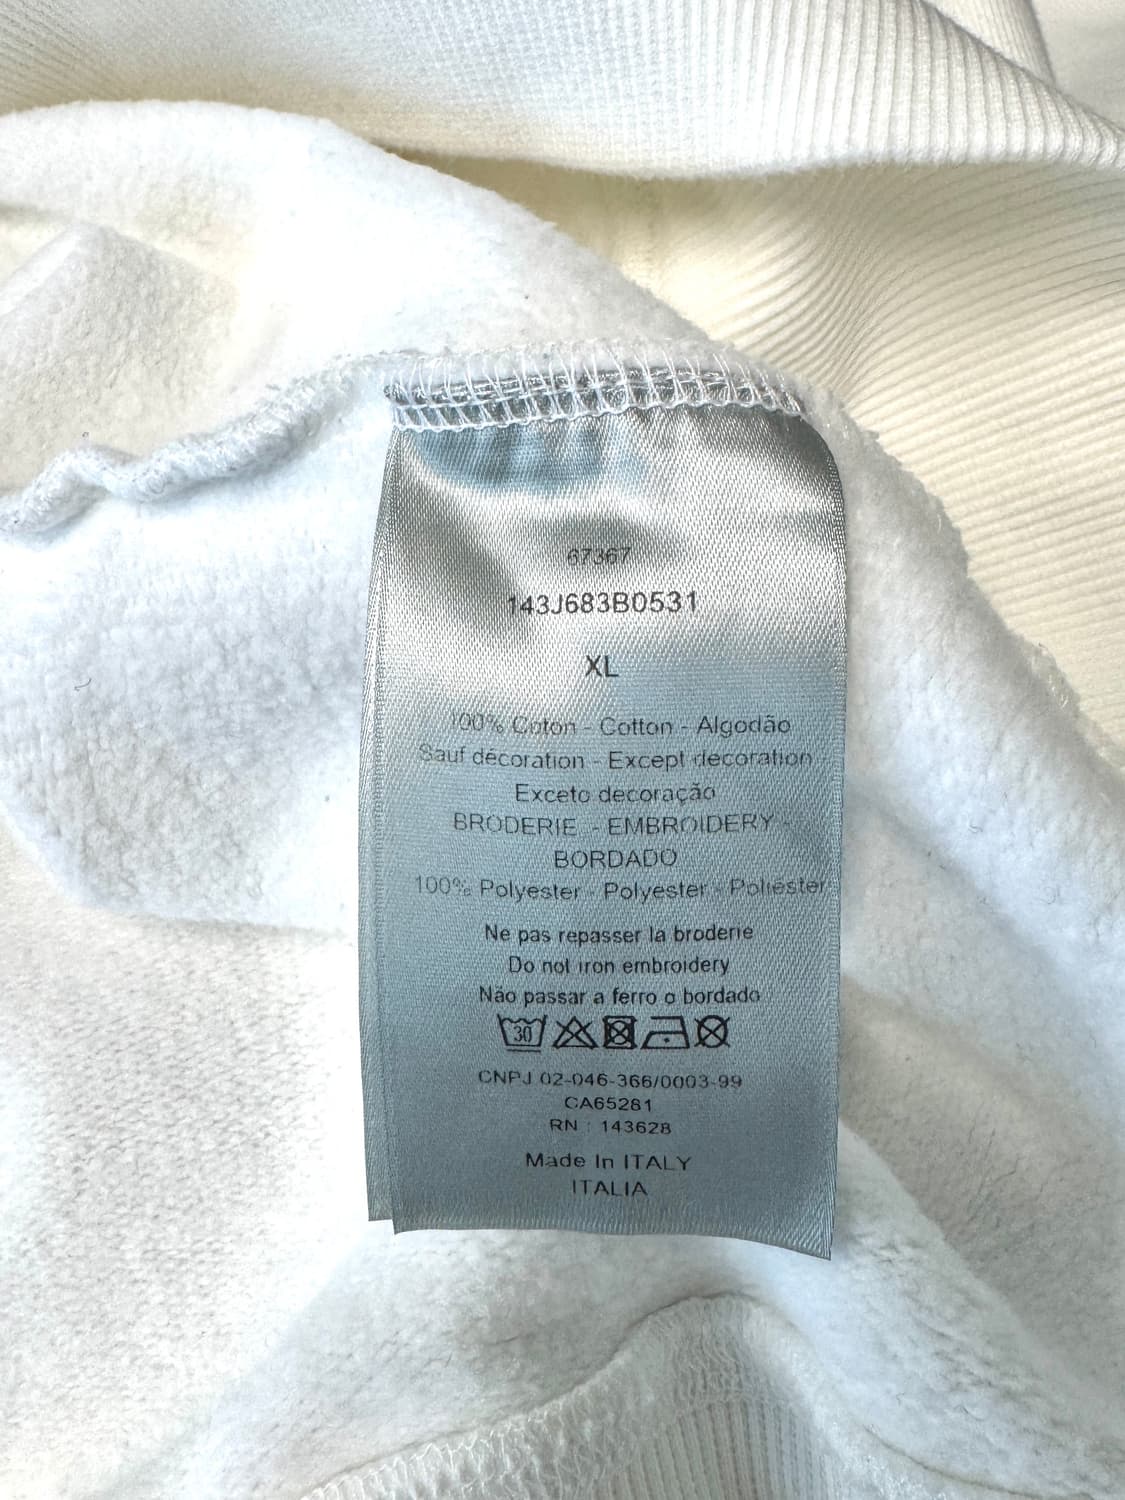 67367
143J683B0531
XL
100% Coton - Cotton - Algodão
Sauf décoration - Except decoration
Exceto decoração
BRODERIE - EMBROIDERY -
BORDADO
100% Polyester - Polyester - Poliéster
Ne pas repasser la broderie
Do not iron embroidery
Não passar a ferro o bordado
30
CNPJ 02-046-366/0003-99
CA65281
RN : 143628
Made In ITALY
ITALIA